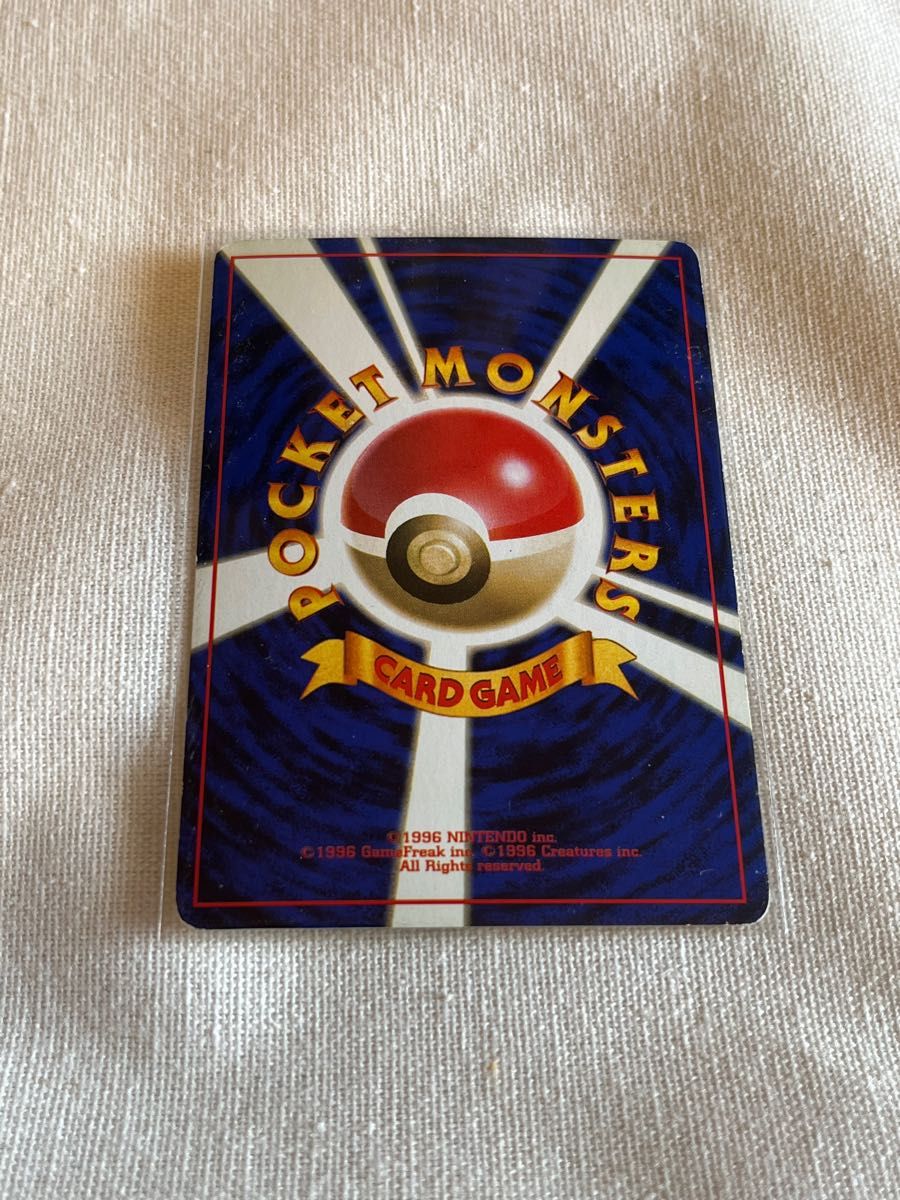 POCKET MONSTERS
CARD GAME
©1996 NINTENDO inc.
©1996 GameFreak inc. ©1996 Creatures inc.
All Rights reserved.